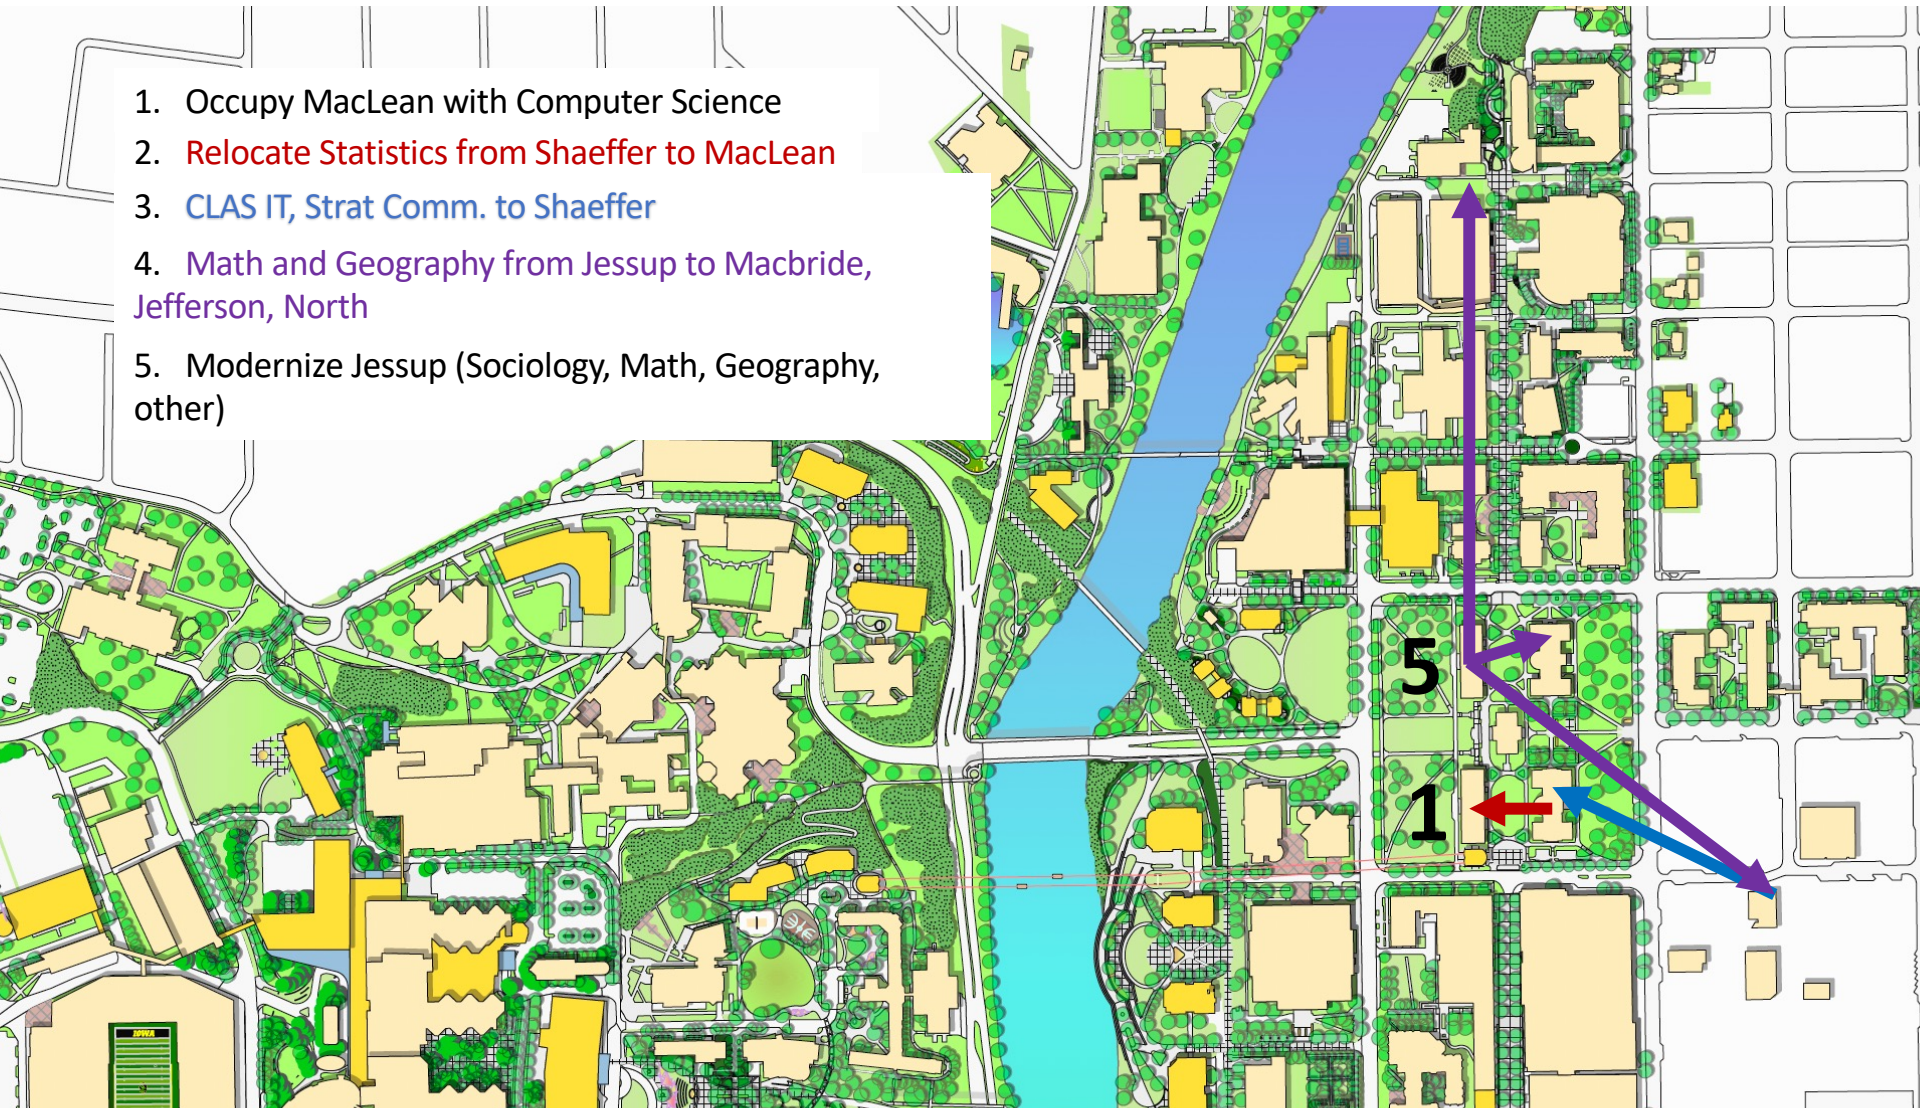 1. Occupy MacLean with Computer Science
2. Relocate Statistics from Shaeffer to MacLean
3. CLAS IT, Strat Comm. to Shaeffer
4. Math and Geography from Jessup to Macbride,
Jefferson, North
5. Modernize Jessup (Sociology, Math, Geography,
other)
5
1
IOWA